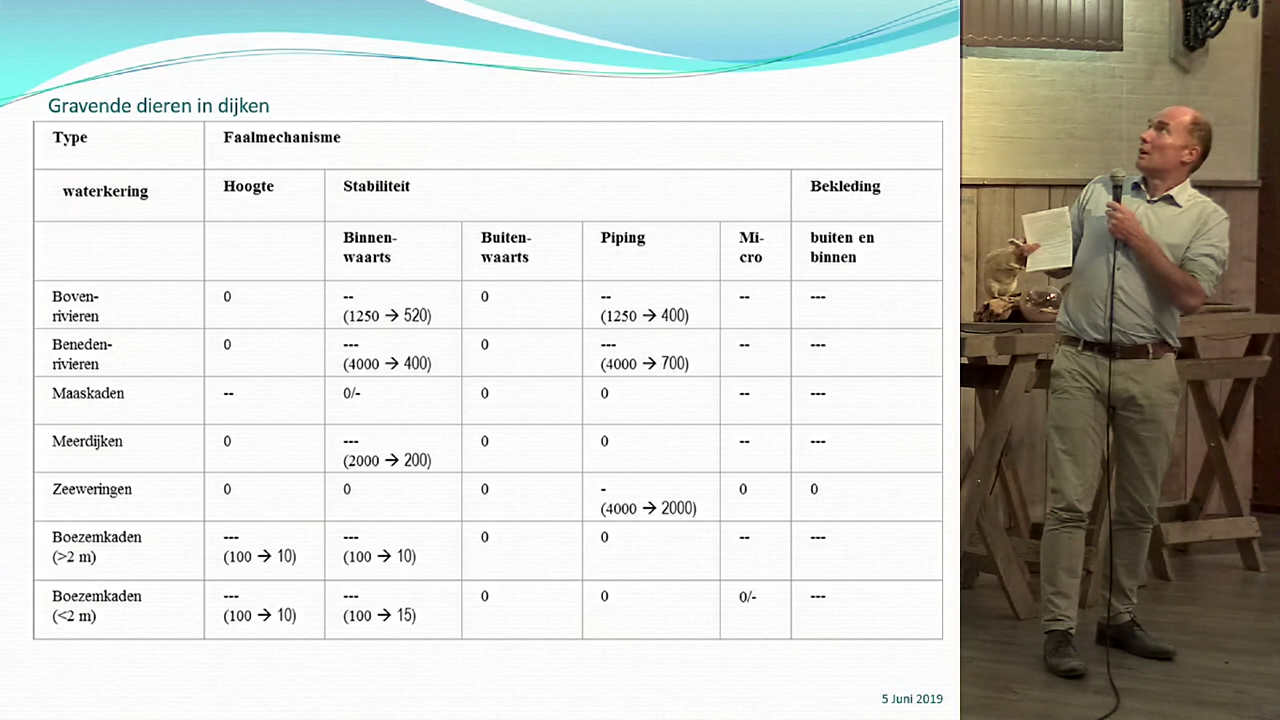 Gravende dieren in dijken
Type Faalmechanisme
waterkering Hoogte Stabiliteit Bekleding
Binnen- Buiten- Piping Mi- buiten en
waarts waarts cro binnen
Boven- 0 -- 0 -- -- ---
rivieren (1250 → 520) (1250 → 400)
Beneden- 0 --- 0 --- -- ---
rivieren (4000 → 400) (4000 → 700)
Maaskaden -- 0/- 0 0 -- ---
Meerdijken 0 --- 0 0 -- ---
(2000 → 200)
Zeeweringen 0 0 0 - 0 0
(4000 → 2000)
Boezemkaden --- --- 0 0 -- ---
(>2 m) (100 → 10) (100 → 10)
Boezemkaden --- --- 0 0 0/- ---
(<2 m) (100 → 10) (100 → 15)
5 Juni 2019